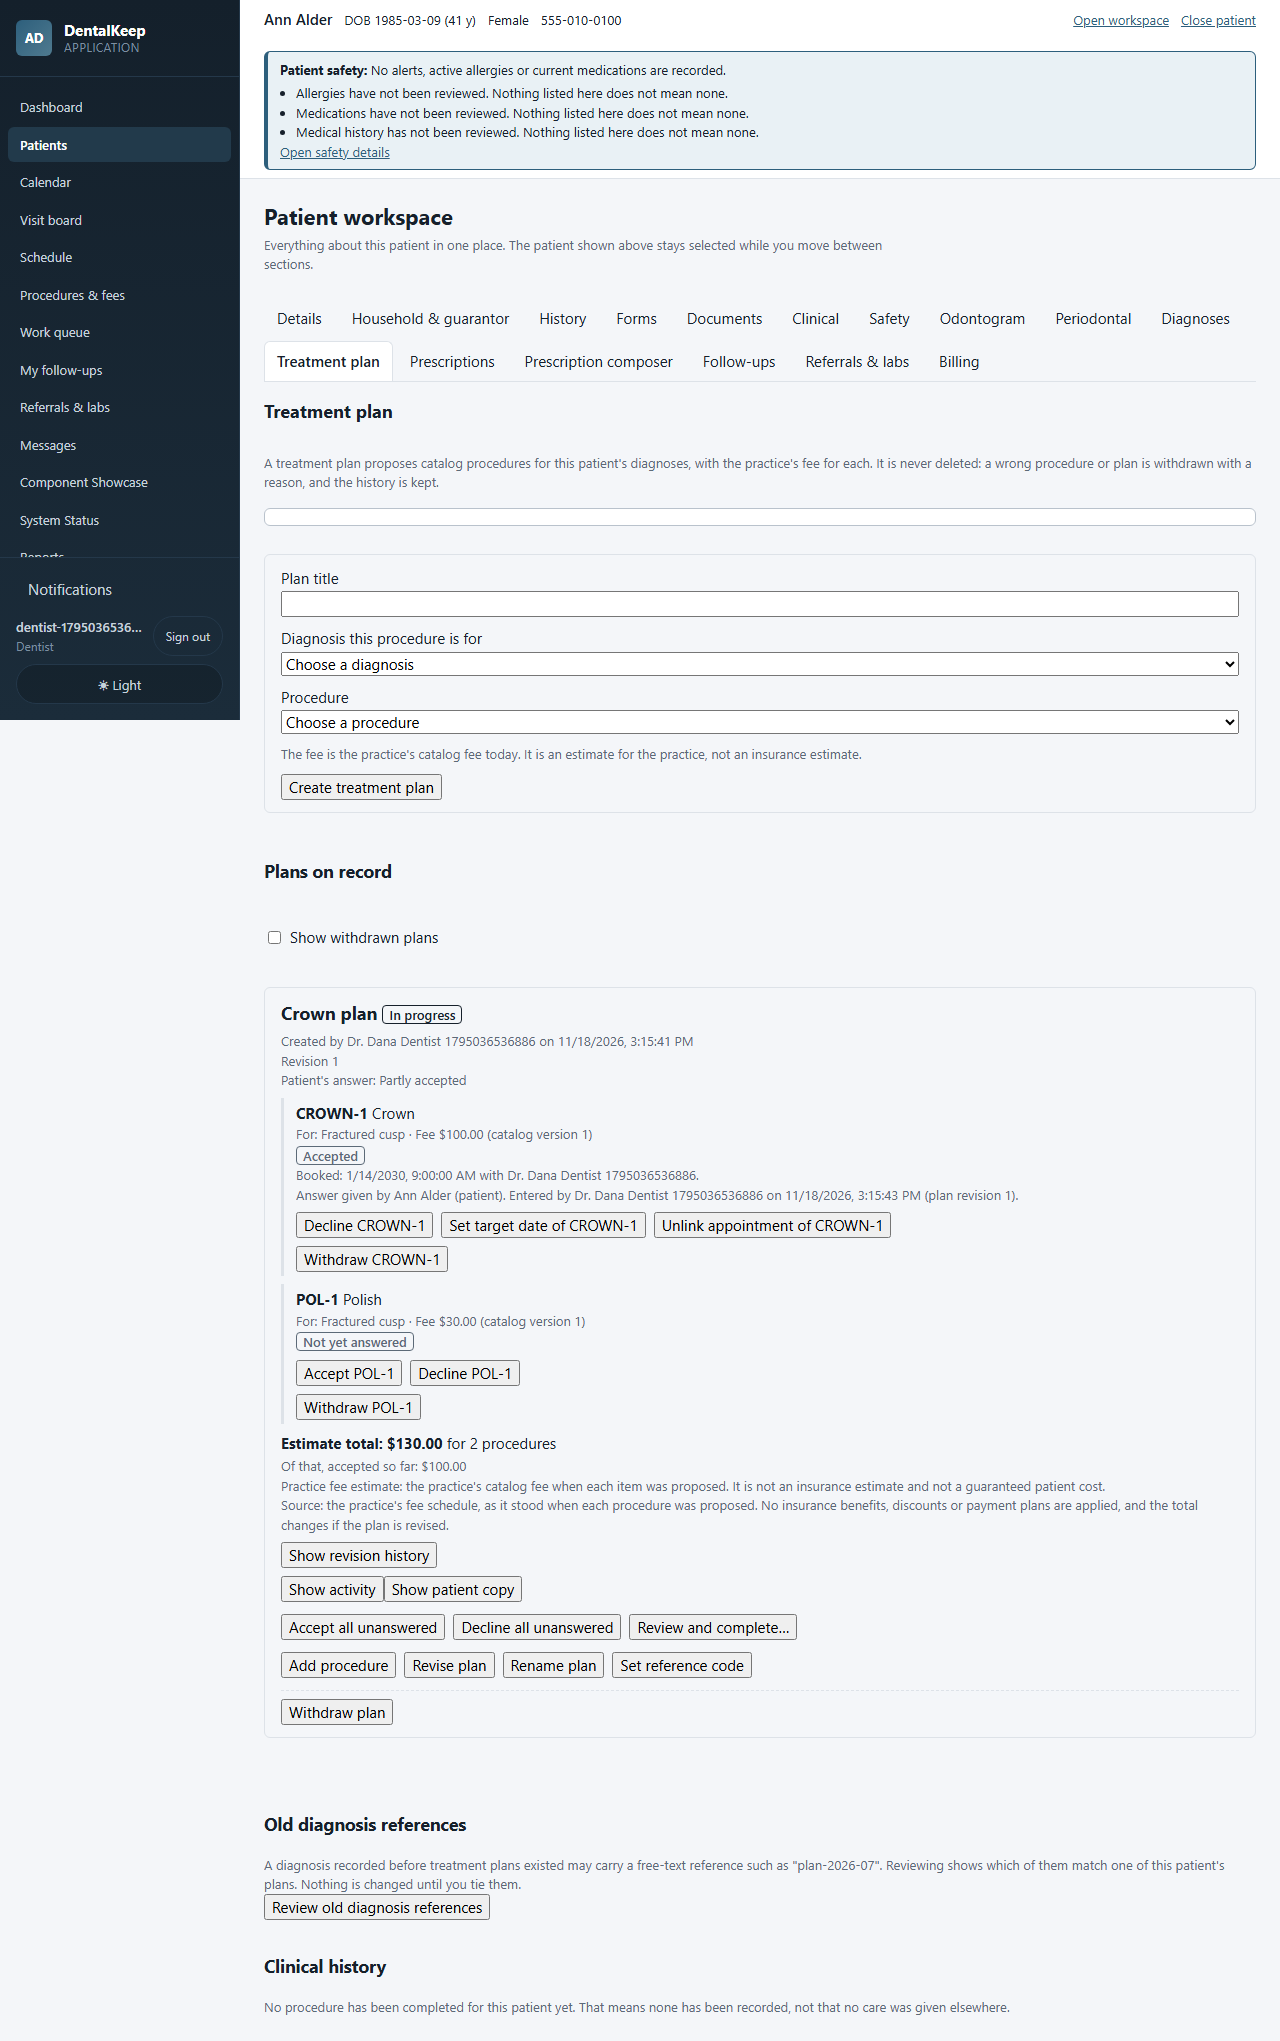 AD
DentalKeep
APPLICATION
Dashboard
Patients
Calendar
Visit board
Schedule
Procedures & fees
Work queue
My follow-ups
Referrals & labs
Messages
Component Showcase
System Status
Reports
Notifications
dentist-1795036536...
Dentist
Sign out
☀ Light
Ann Alder DOB 1985-03-09 (41 y) Female 555-010-0100
Open workspace Close patient
Patient safety: No alerts, active allergies or current medications are recorded.
Allergies have not been reviewed. Nothing listed here does not mean none.
Medications have not been reviewed. Nothing listed here does not mean none.
Medical history has not been reviewed. Nothing listed here does not mean none.
Open safety details
Patient workspace
Everything about this patient in one place. The patient shown above stays selected while you move between
sections.
Details Household & guarantor History Forms Documents Clinical Safety Odontogram Periodontal Diagnoses
Treatment plan Prescriptions Prescription composer Follow-ups Referrals & labs Billing
Treatment plan
A treatment plan proposes catalog procedures for this patient's diagnoses, with the practice's fee for each. It is never deleted: a wrong procedure or plan is withdrawn with a
reason, and the history is kept.
Plan title
Diagnosis this procedure is for
Choose a diagnosis
Procedure
Choose a procedure
The fee is the practice's catalog fee today. It is an estimate for the practice, not an insurance estimate.
Create treatment plan
Plans on record
Show withdrawn plans
Crown plan In progress
Created by Dr. Dana Dentist 1795036536886 on 11/18/2026, 3:15:41 PM
Revision 1
Patient's answer: Partly accepted
CROWN-1 Crown
For: Fractured cusp · Fee $100.00 (catalog version 1)
Accepted
Booked: 1/14/2030, 9:00:00 AM with Dr. Dana Dentist 1795036536886.
Answer given by Ann Alder (patient). Entered by Dr. Dana Dentist 1795036536886 on 11/18/2026, 3:15:43 PM (plan revision 1).
Decline CROWN-1 Set target date of CROWN-1 Unlink appointment of CROWN-1
Withdraw CROWN-1
POL-1 Polish
For: Fractured cusp · Fee $30.00 (catalog version 1)
Not yet answered
Accept POL-1 Decline POL-1
Withdraw POL-1
Estimate total: $130.00 for 2 procedures
Of that, accepted so far: $100.00
Practice fee estimate: the practice's catalog fee when each item was proposed. It is not an insurance estimate and not a guaranteed patient cost.
Source: the practice's fee schedule, as it stood when each procedure was proposed. No insurance benefits, discounts or payment plans are applied, and the total
changes if the plan is revised.
Show revision history
Show activity Show patient copy
Accept all unanswered Decline all unanswered Review and complete...
Add procedure Revise plan Rename plan Set reference code
Withdraw plan
Old diagnosis references
A diagnosis recorded before treatment plans existed may carry a free-text reference such as "plan-2026-07". Reviewing shows which of them match one of this patient's
plans. Nothing is changed until you tie them.
Review old diagnosis references
Clinical history
No procedure has been completed for this patient yet. That means none has been recorded, not that no care was given elsewhere.